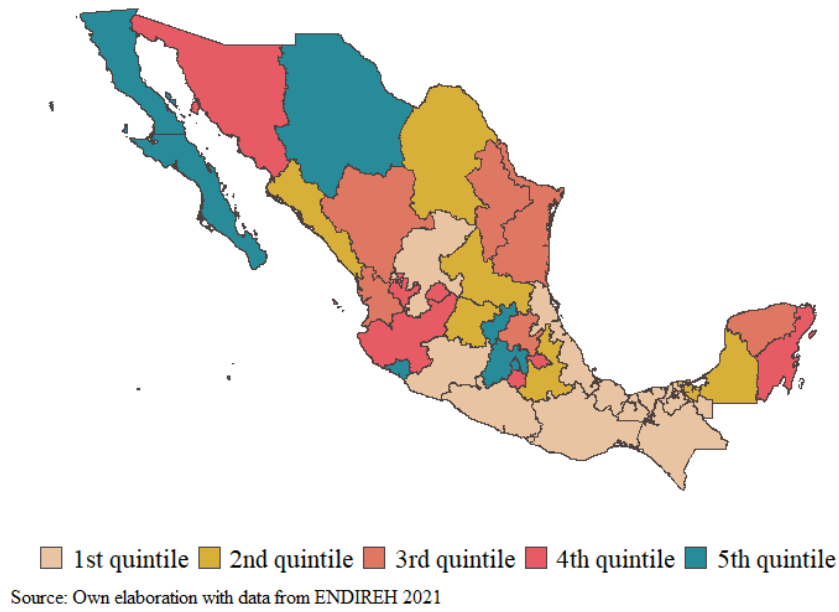 1st quintile 2nd quintile 3rd quintile 4th quintile 5th quintile
Source: Own elaboration with data from ENDIREH 2021